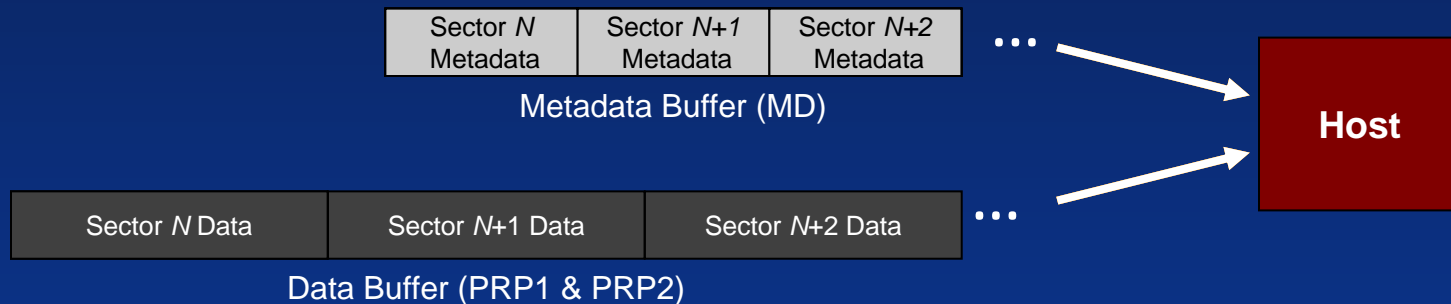 Sector N
Metadata
Sector N+1
Metadata
Sector N+2
Metadata
...
Metadata Buffer (MD)
Host
Sector N Data
Sector N+1 Data
Sector N+2 Data
...
Data Buffer (PRP1 & PRP2)